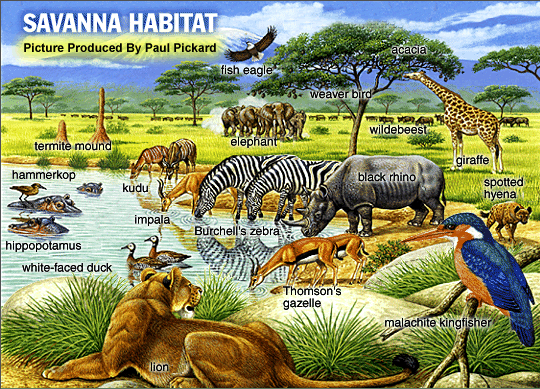 SAVANNA HABITAT
Picture Produced By Paul Pickard
fish eagle
acacia
weaver bird
elephant
wildebeest
termite mound
giraffe
hammerkop
kudu
black rhino
spotted
hyena
impala
Burchell's zebra
hippopotamus
white-faced duck
Thomson's
gazelle
malachite kingfisher
lion